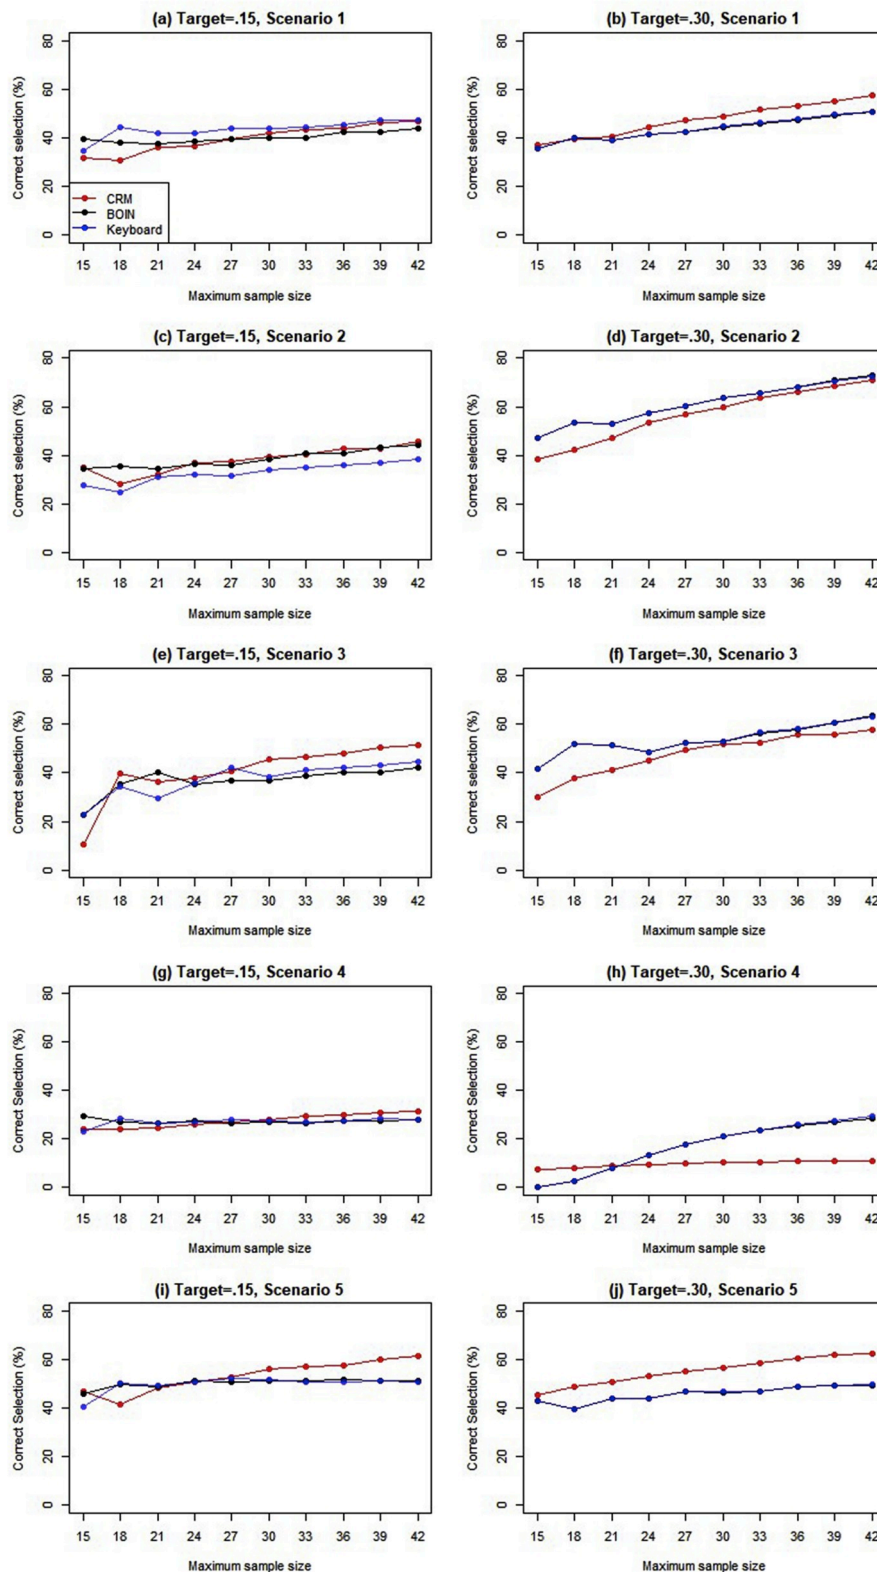 (a) Target=.15, Scenario 1
Correct selection (%)
80
60
40
20
0
CRM
BOIN
Keyboard
15 18 21 24 27 30 33 36 39 42
Maximum sample size
(b) Target=.30, Scenario 1
Correct selection (%)
80
60
40
20
0
15 18 21 24 27 30 33 36 39 42
Maximum sample size
(c) Target=.15, Scenario 2
Correct selection (%)
80
60
40
20
0
15 18 21 24 27 30 33 36 39 42
Maximum sample size
(d) Target=.30, Scenario 2
Correct selection (%)
80
60
40
20
0
15 18 21 24 27 30 33 36 39 42
Maximum sample size
(e) Target=.15, Scenario 3
Correct selection (%)
80
60
40
20
0
15 18 21 24 27 30 33 36 39 42
Maximum sample size
(f) Target=.30, Scenario 3
Correct selection (%)
80
60
40
20
0
15 18 21 24 27 30 33 36 39 42
Maximum sample size
(g) Target=.15, Scenario 4
Correct Selection (%)
80
60
40
20
0
15 18 21 24 27 30 33 36 39 42
Maximum sample size
(h) Target=.30, Scenario 4
Correct Selection (%)
80
60
40
20
0
15 18 21 24 27 30 33 36 39 42
Maximum sample size
(i) Target=.15, Scenario 5
Correct Selection (%)
80
60
40
20
0
15 18 21 24 27 30 33 36 39 42
Maximum sample size
(j) Target=.30, Scenario 5
Correct Selection (%)
80
60
40
20
0
15 18 21 24 27 30 33 36 39 42
Maximum sample size